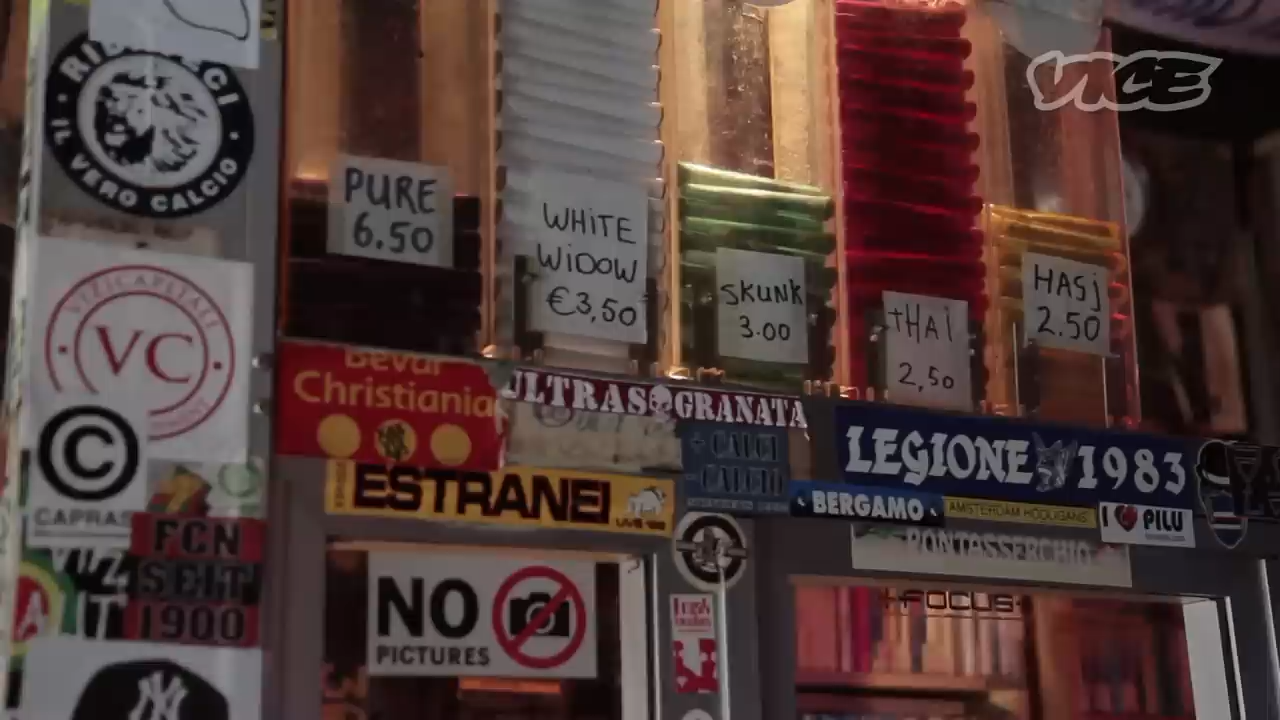 VICE
IL VERO CALCIO
PURE
6.50
WHITE
WIDOW
€3,50
SKUNK
3.00
THAI
2,50
HASj
2.50
VC
Bevar
Christiania
ULTRAS GRANATA
LEGIONE 1983
ESTRANEI
BERGAMO
AMSTERDAM HOOLIGANS
I PILU
PONTASSERCHIO
C
CAPRAS
FCN
SEIT
1900
NO
PICTURES
+FOCUS+
NY